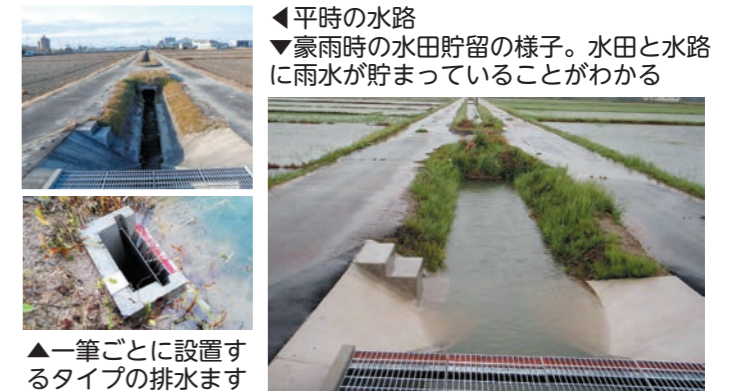 ◀平時の水路
▼豪雨時の水田貯留の様子。水田と水路
に雨水が貯まっていることがわかる
▲一筆ごとに設置す
るタイプの排水ます